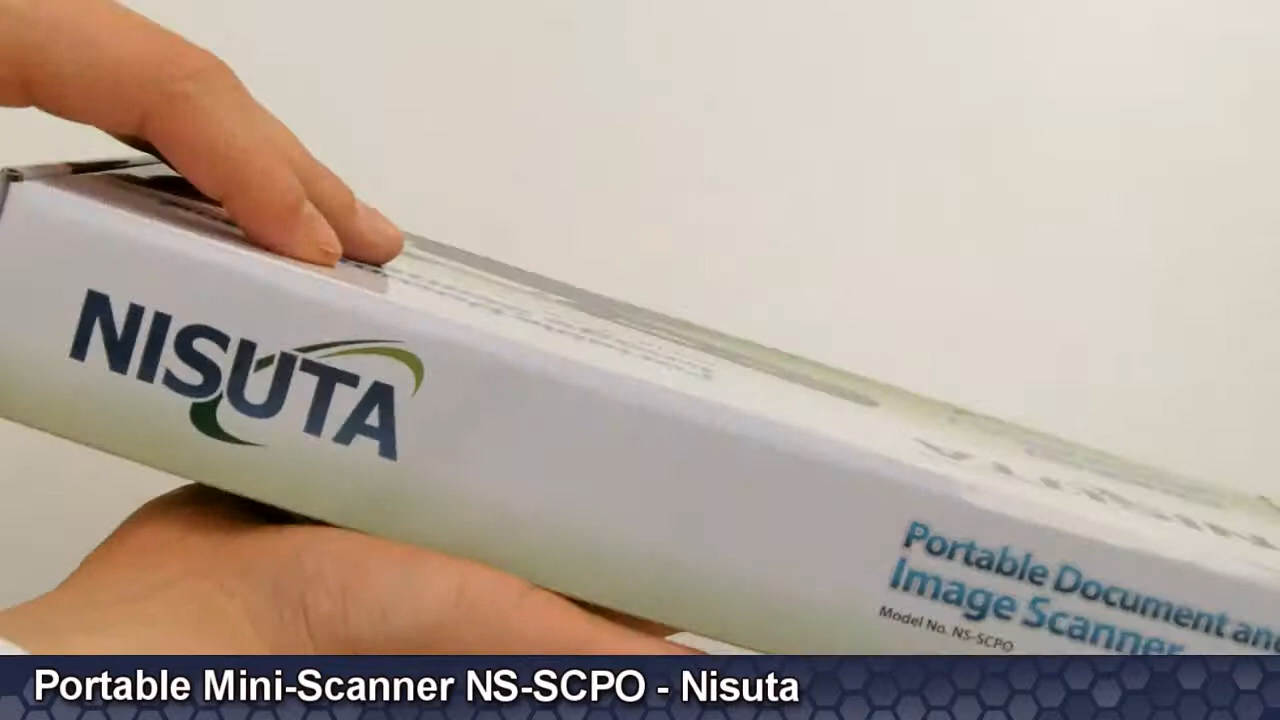 NISUTA
Portable Document and
Image Scanner
Model No. NS-SCPO
Portable Mini-Scanner NS-SCPO - Nisuta